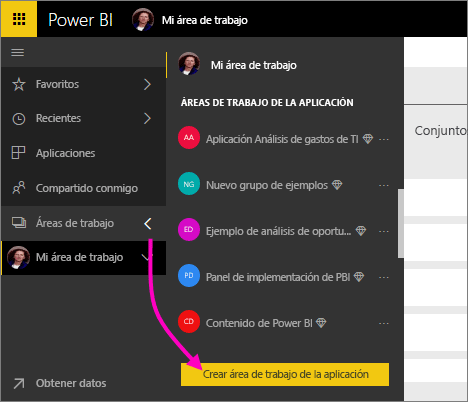 Power BI
Mi área de trabajo
Favoritos
Recientes
Aplicaciones
Compartido conmigo
Áreas de trabajo
Mi área de trabajo
Obtener datos
Mi área de trabajo
ÁREAS DE TRABAJO DE LA APLICACIÓN
AA Aplicación Análisis de gastos de TI ...
NG Nuevo grupo de ejemplos ...
ED Ejemplo de análisis de oportu... ...
PD Panel de implementación de PBI ...
CD Contenido de Power BI ...
Crear área de trabajo de la aplicación
Conjunto